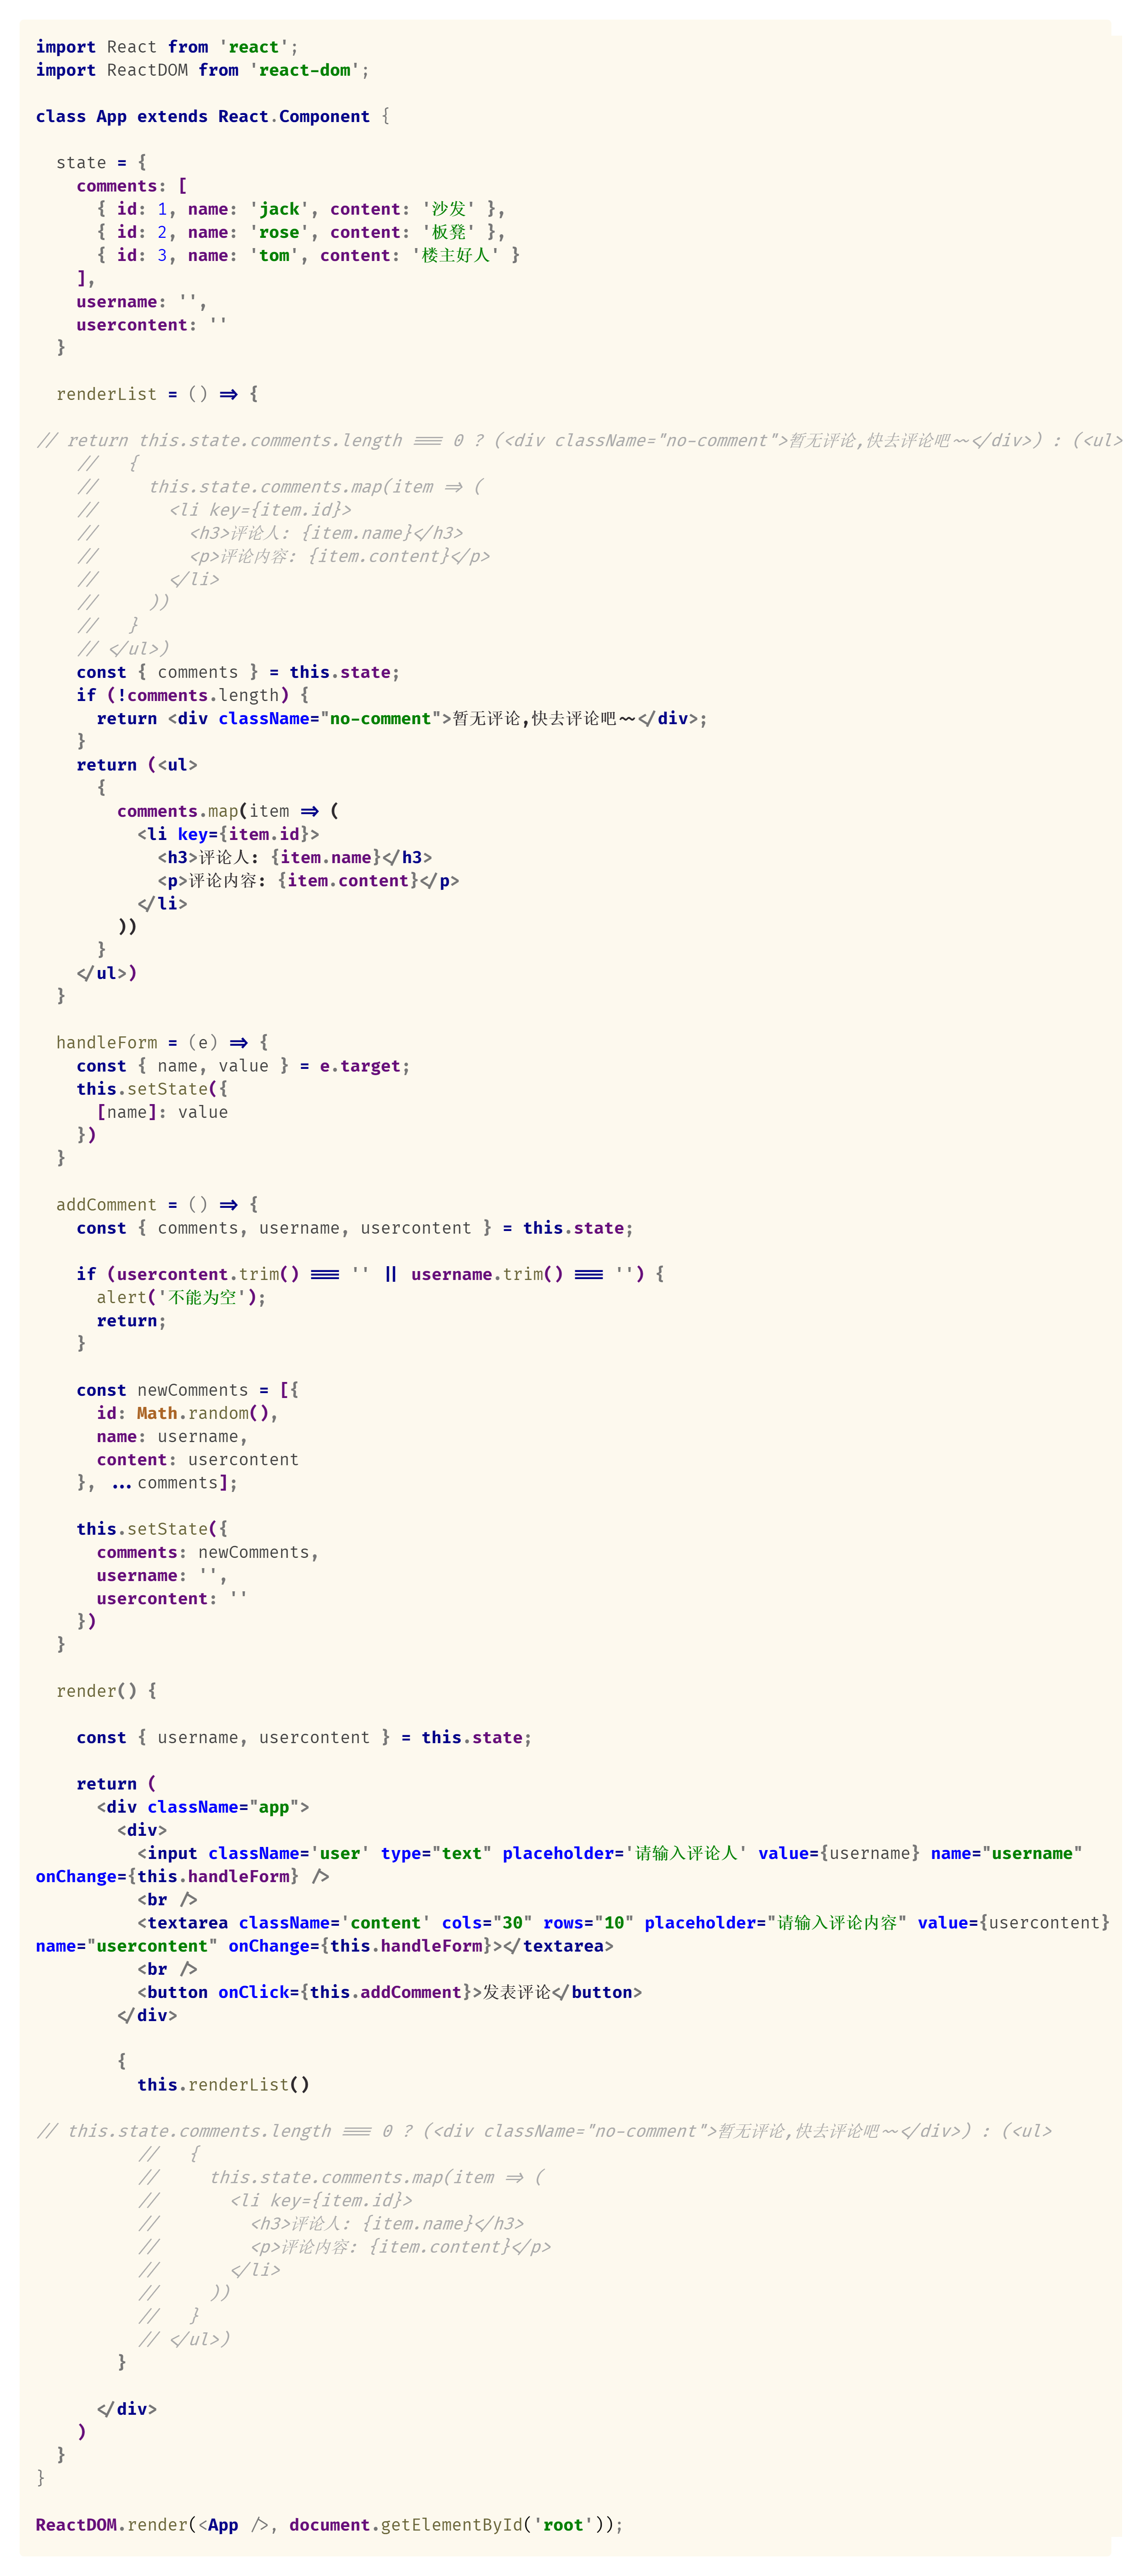 import React from 'react';
import ReactDOM from 'react-dom';

class App extends React.Component {

  state = {
    comments: [
      { id: 1, name: 'jack', content: '沙发' },
      { id: 2, name: 'rose', content: '板凳' },
      { id: 3, name: 'tom', content: '楼主好人' }
    ],
    username: '',
    usercontent: ''
  }

  renderList = () => {

// return this.state.comments.length === 0 ? (<div className="no-comment">暂无评论,快去评论吧~~</div>) : (<ul>
    //   {
    //     this.state.comments.map(item => (
    //       <li key={item.id}>
    //         <h3>评论人: {item.name}</h3>
    //         <p>评论内容: {item.content}</p>
    //       </li>
    //     ))
    //   }
    // </ul>)
    const { comments } = this.state;
    if (!comments.length) {
      return <div className="no-comment">暂无评论,快去评论吧~~</div>;
    }
    return (<ul>
      {
        comments.map(item => (
          <li key={item.id}>
            <h3>评论人: {item.name}</h3>
            <p>评论内容: {item.content}</p>
          </li>
        ))
      }
    </ul>)
  }

  handleForm = (e) => {
    const { name, value } = e.target;
    this.setState({
      [name]: value
    })
  }

  addComment = () => {
    const { comments, username, usercontent } = this.state;

    if (usercontent.trim() === '' || username.trim() === '') {
      alert('不能为空');
      return;
    }

    const newComments = [{
      id: Math.random(),
      name: username,
      content: usercontent
    }, ...comments];

    this.setState({
      comments: newComments,
      username: '',
      usercontent: ''
    })
  }

  render() {

    const { username, usercontent } = this.state;

    return (
      <div className="app">
        <div>
          <input className='user' type="text" placeholder='请输入评论人' value={username} name="username"
onChange={this.handleForm} />
          <br />
          <textarea className='content' cols="30" rows="10" placeholder="请输入评论内容" value={usercontent}
name="usercontent" onChange={this.handleForm}></textarea>
          <br />
          <button onClick={this.addComment}>发表评论</button>
        </div>

        {
          this.renderList()

// this.state.comments.length === 0 ? (<div className="no-comment">暂无评论,快去评论吧~~</div>) : (<ul>
          //   {
          //     this.state.comments.map(item => (
          //       <li key={item.id}>
          //         <h3>评论人: {item.name}</h3>
          //         <p>评论内容: {item.content}</p>
          //       </li>
          //     ))
          //   }
          // </ul>)
        }

      </div>
    )
  }
}

ReactDOM.render(<App />, document.getElementById('root'));